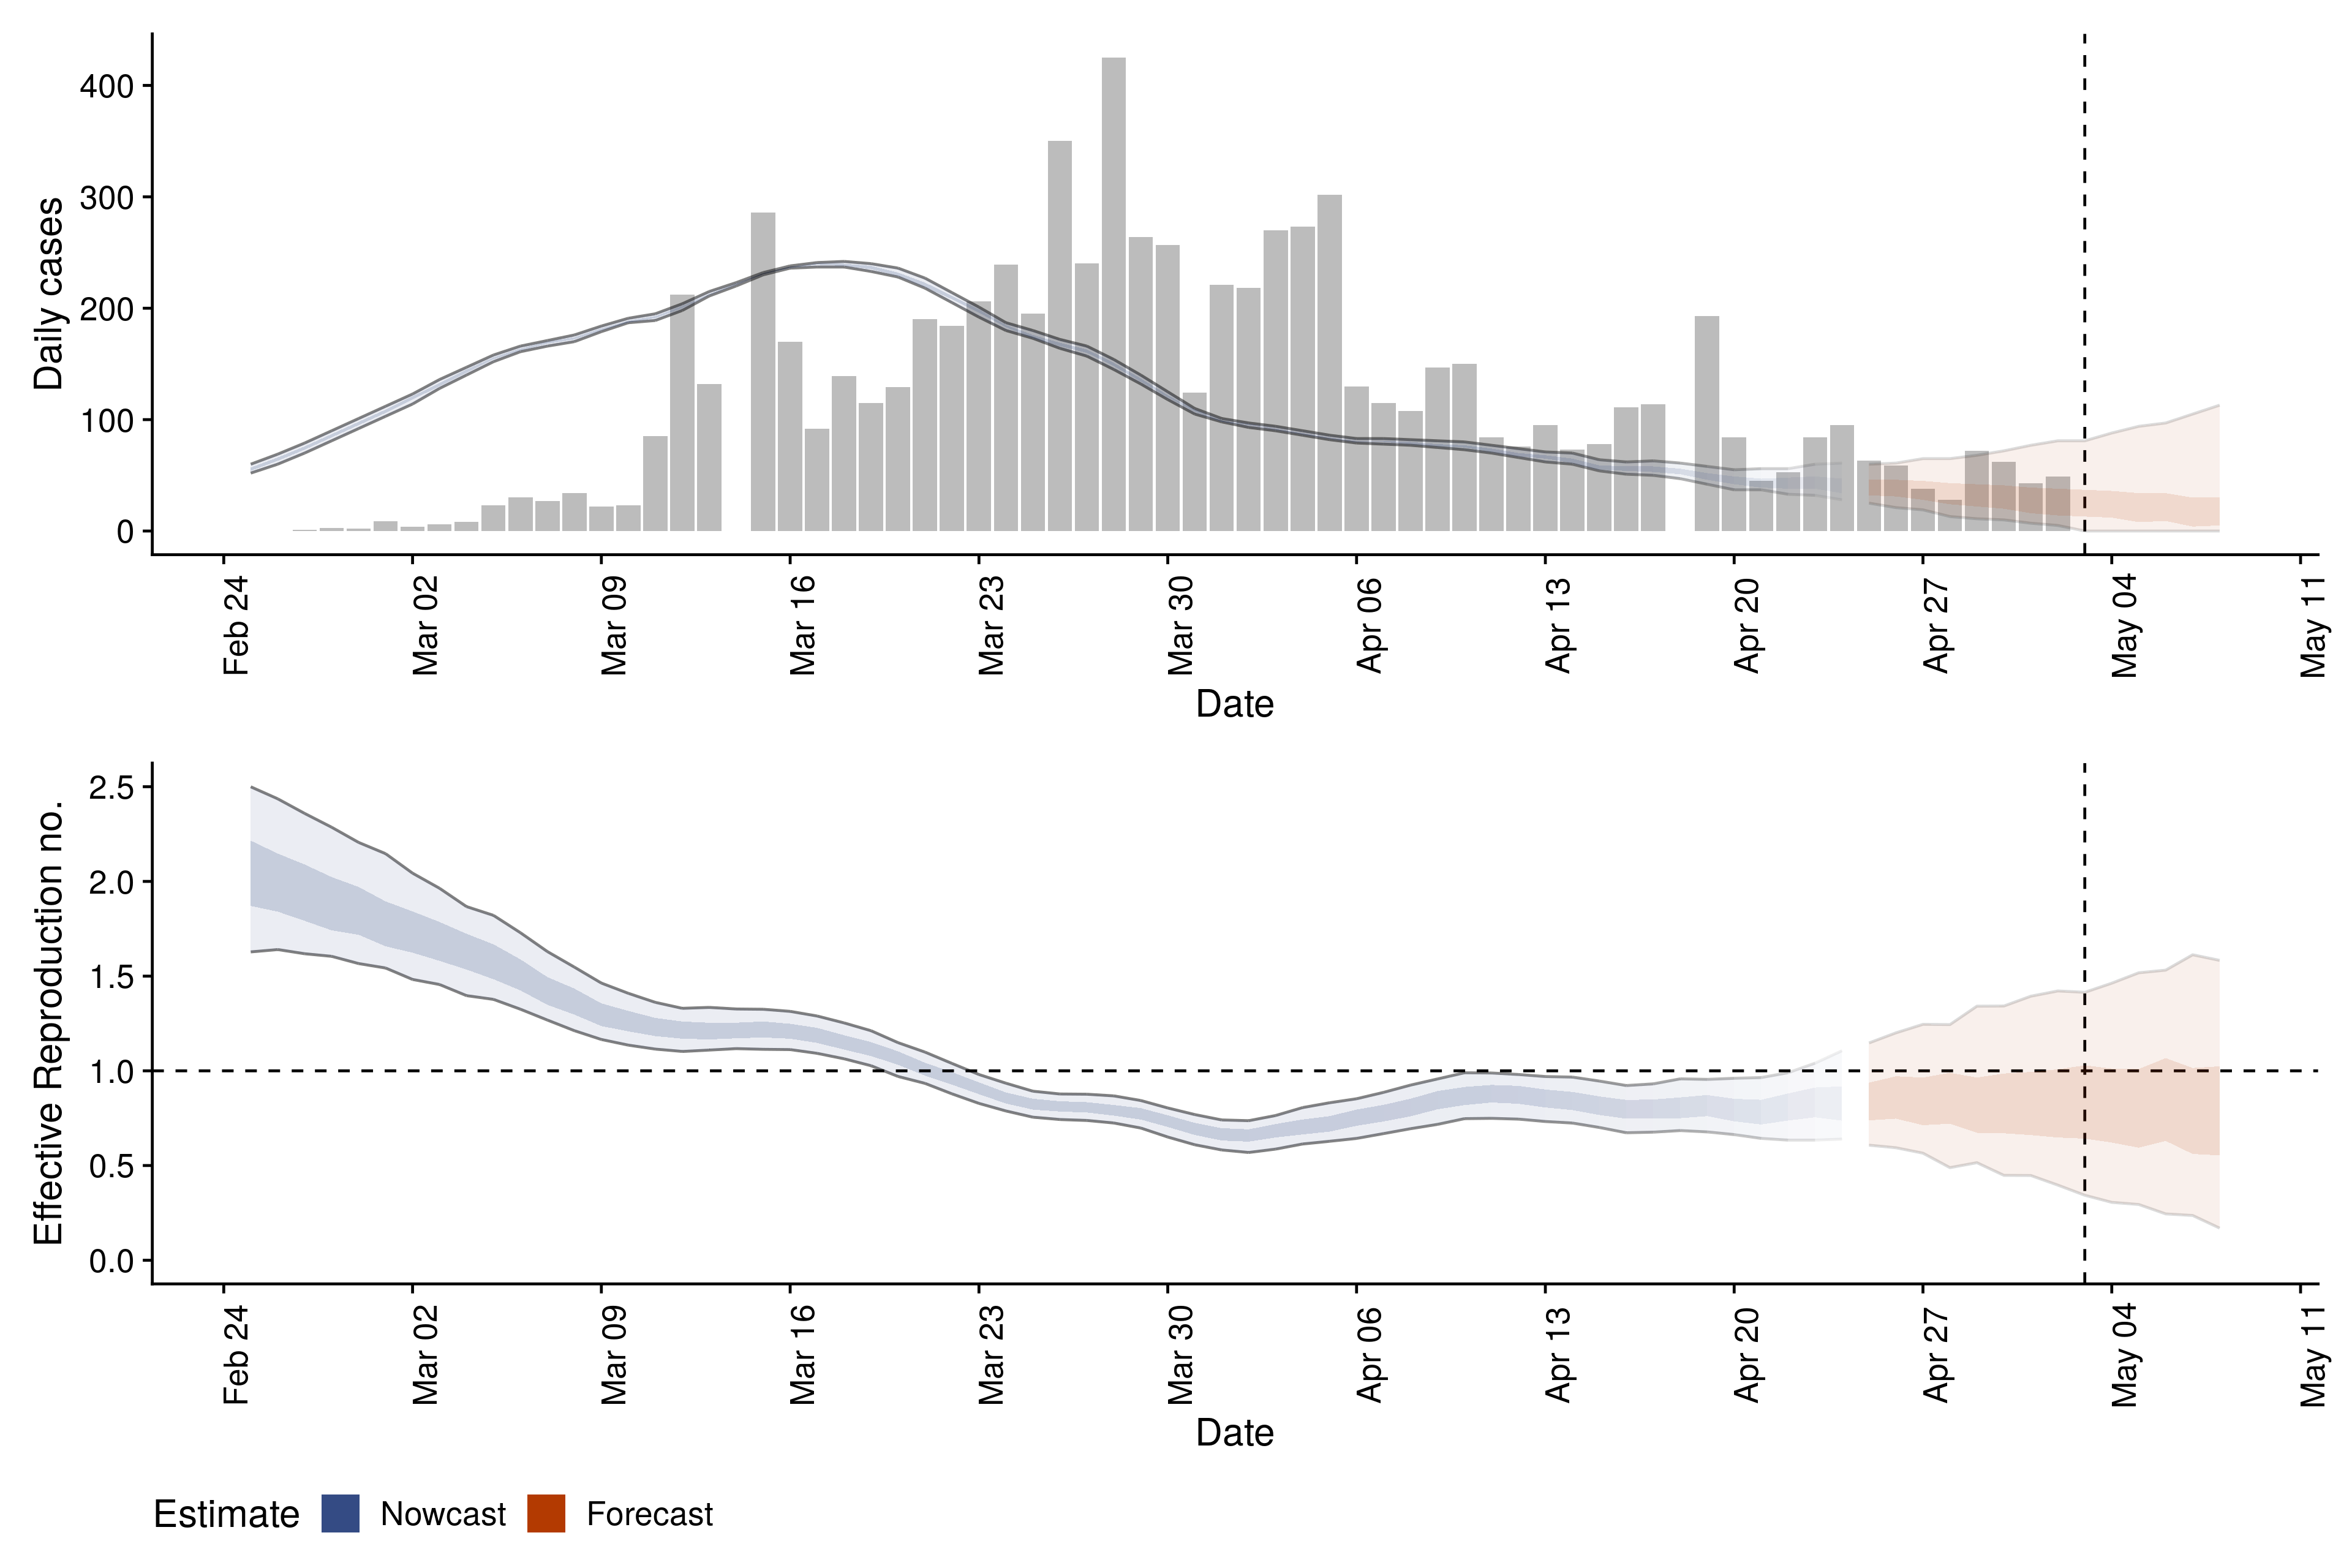 Daily cases
400
300
200
100
0
Feb 24
Mar 02
Mar 09
Mar 16
Mar 23
Mar 30
Apr 06
Apr 13
Apr 20
Apr 27
May 04
May 11
Date
Effective Reproduction no.
2.5
2.0
1.5
1.0
0.5
0.0
Feb 24
Mar 02
Mar 09
Mar 16
Mar 23
Mar 30
Apr 06
Apr 13
Apr 20
Apr 27
May 04
May 11
Date
Estimate Nowcast Forecast